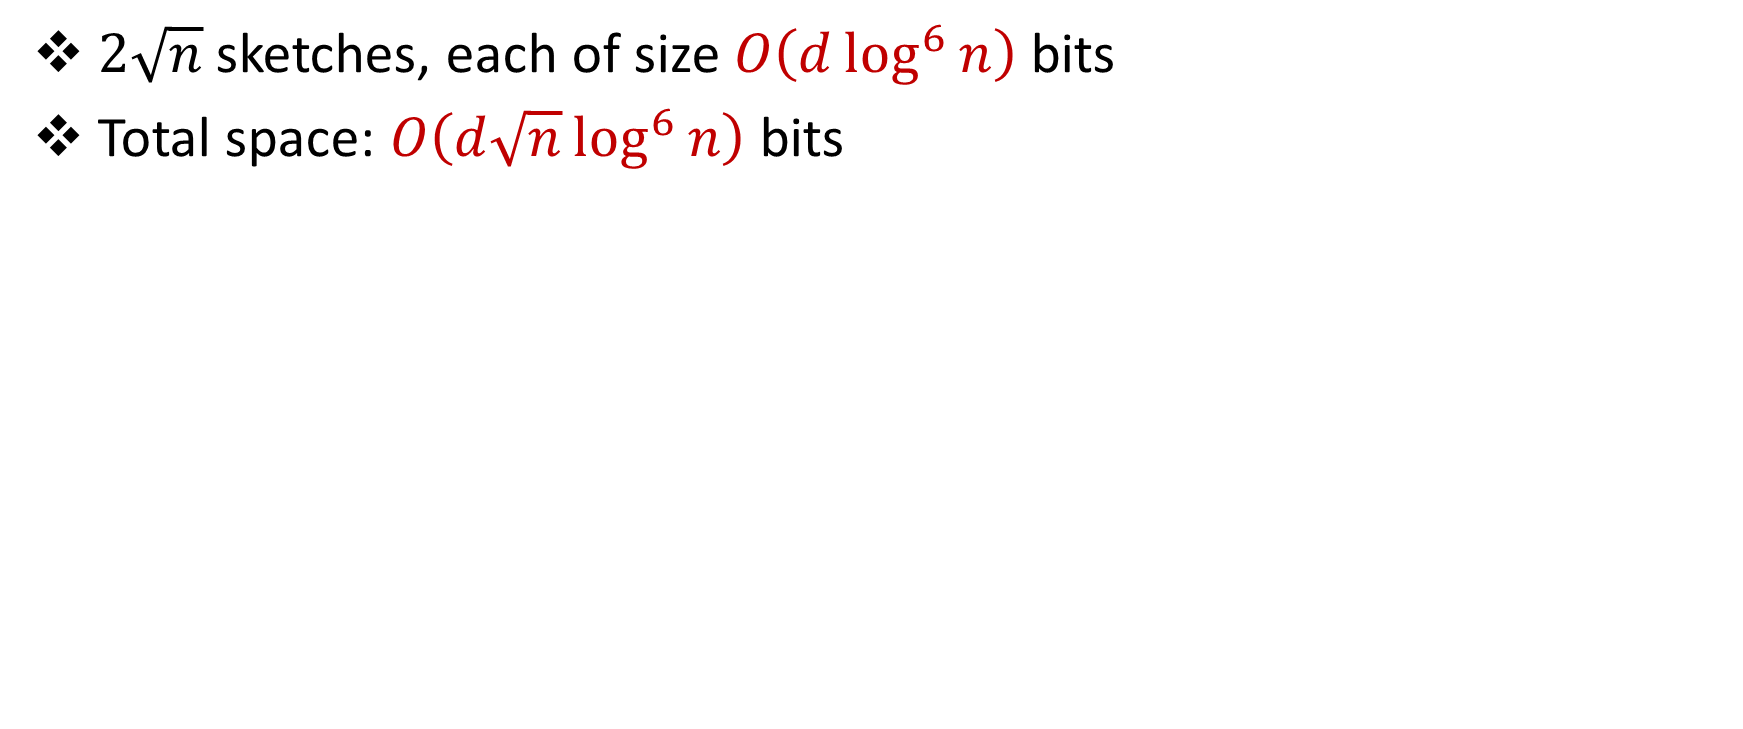 ❖ 2√n sketches, each of size O(d log⁶ n) bits
❖ Total space: O(d√n log⁶ n) bits